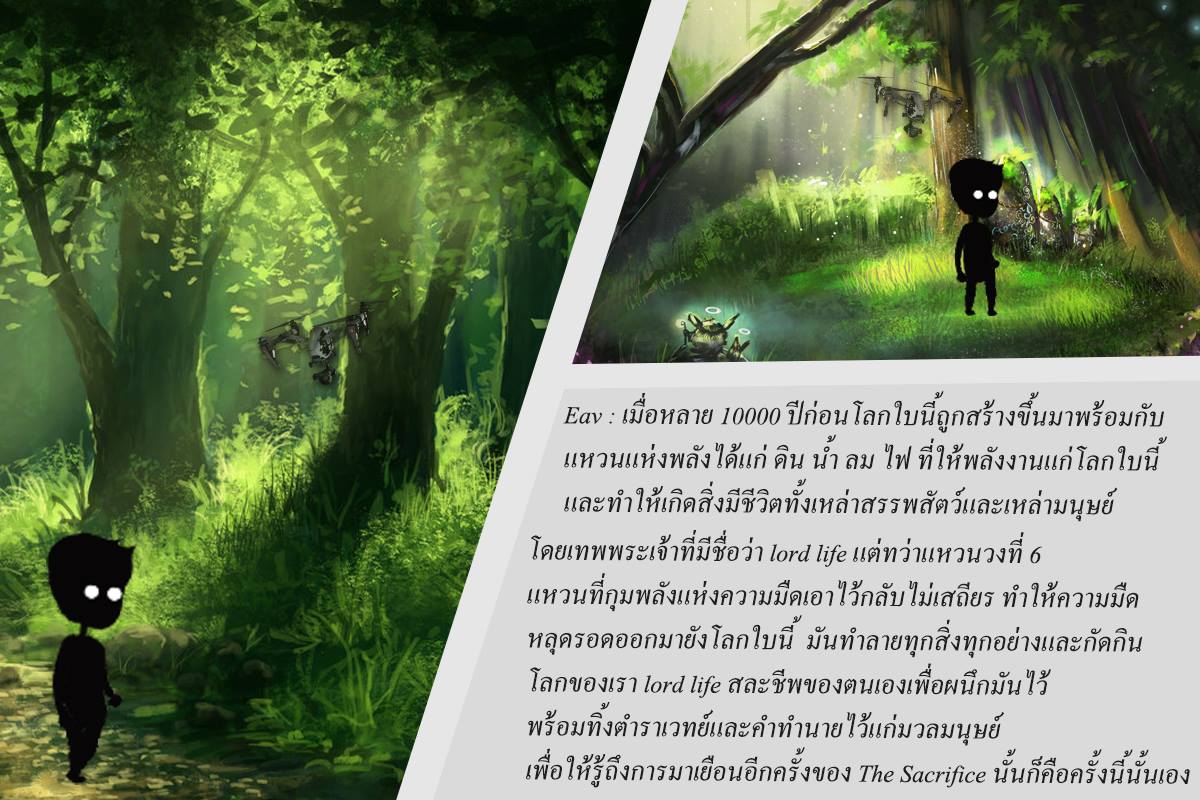 Eav : เมื่อหลาย 10000 ปีก่อนโลกใบนี้ถูกสร้างขึ้นมาพร้อมกับ
แหวนแห่งพลังได้แก่ ดิน น้ำ ลม ไฟ ที่ให้พลังงานแก่โลกใบนี้
และทำให้เกิดสิ่งมีชีวิตทั้งเหล่าสรรพสัตว์และเหล่ามนุษย์
โดยเทพพระเจ้าที่มีชื่อว่า lord life แต่ทว่าแหวนวงที่ 6
แหวนที่กุมพลังแห่งความมืดเอาไว้กลับไม่เสถียร ทำให้ความมืด
หลุดรอดออกมายังโลกใบนี้ มันทำลายทุกสิ่งทุกอย่างและกัดกิน
โลกของเรา lord life สละชีพของตนเองเพื่อผนึกมันไว้
พร้อมทิ้งตำราเวทย์และคำทำนายไว้แก่มวลมนุษย์
เพื่อให้รู้ถึงการมาเยือนอีกครั้งของ The Sacrifice นั้นก็คือครั้งนี้นั้นเอง